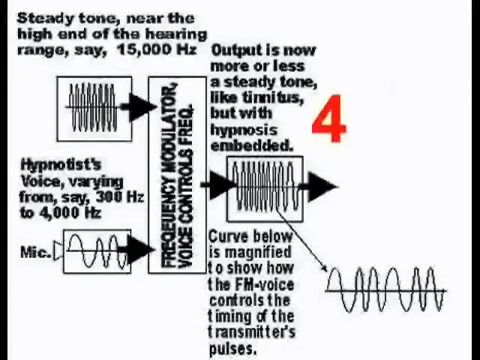 Steady tone, near the
high end of the hearing
range, say, 15,000 Hz
Output is now
more or less
a steady tone,
like tinnitus,
but with
hypnosis
embedded.
4
FREQEUENCY MODULATOR,
VOICE CONTROLS FREQ.
Hypnotist's
Voice, varying
from, say, 300 Hz
to 4,000 Hz
Mic.
Curve below
is magnified
to show how
the FM-voice
controls the
timing of the
transmitter's
pulses.